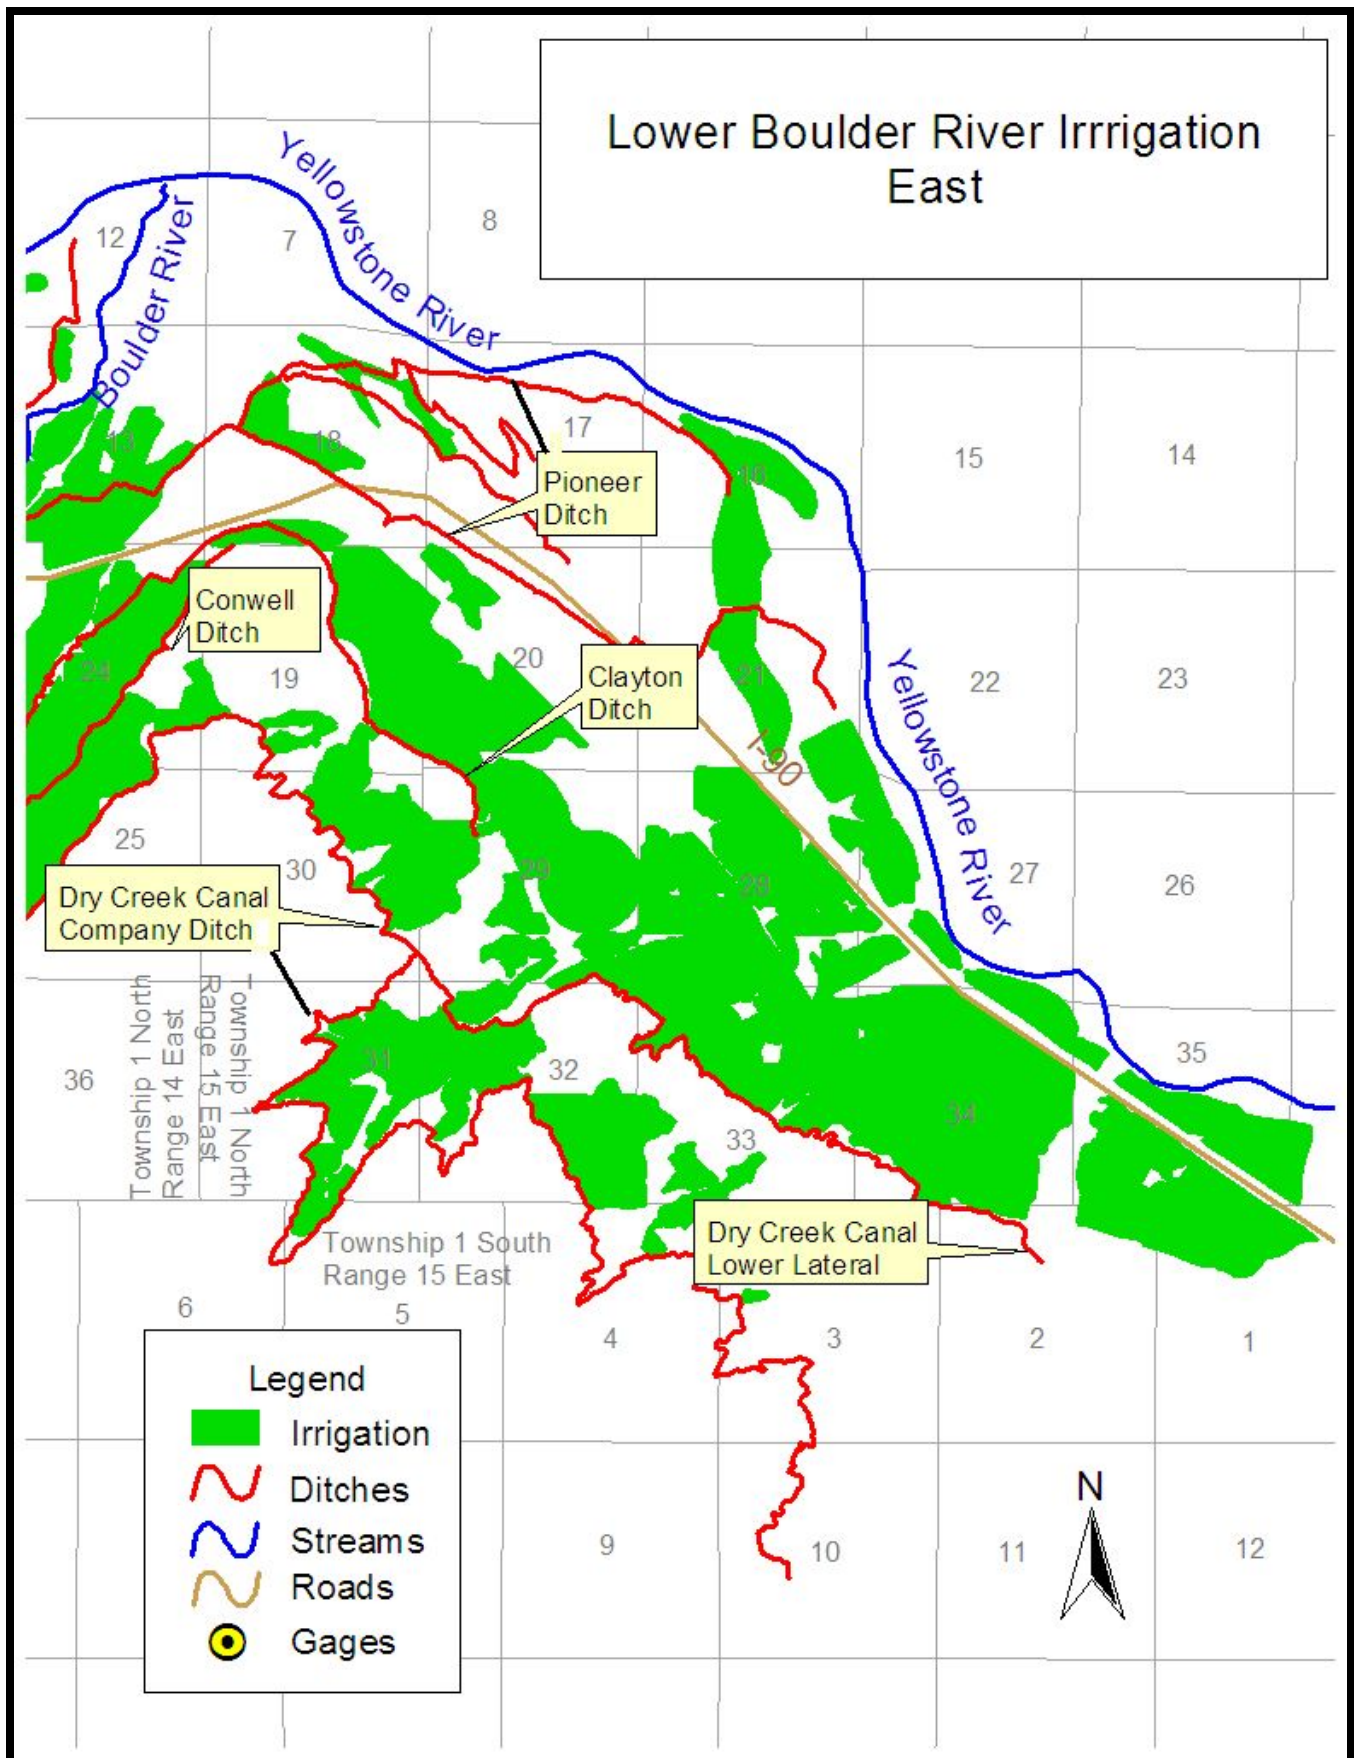 Lower Boulder River Irrrigation
East
Yellowstone River
Boulder River
12
7
8
13
18
17
16
15
14
Pioneer
Ditch
Conwell
Ditch
24
19
20
Clayton
Ditch
21
22
23
I-90
Yellowstone River
25
30
29
28
27
26
Dry Creek Canal
Company Ditch
Township 1 North
Range 14 East
Township 1 North
Range 15 East
36
31
32
33
34
35
Dry Creek Canal
Lower Lateral
Township 1 South
Range 15 East
6
5
4
3
2
1
Legend
Irrigation
Ditches
Streams
Roads
Gages
9
10
11
12
N